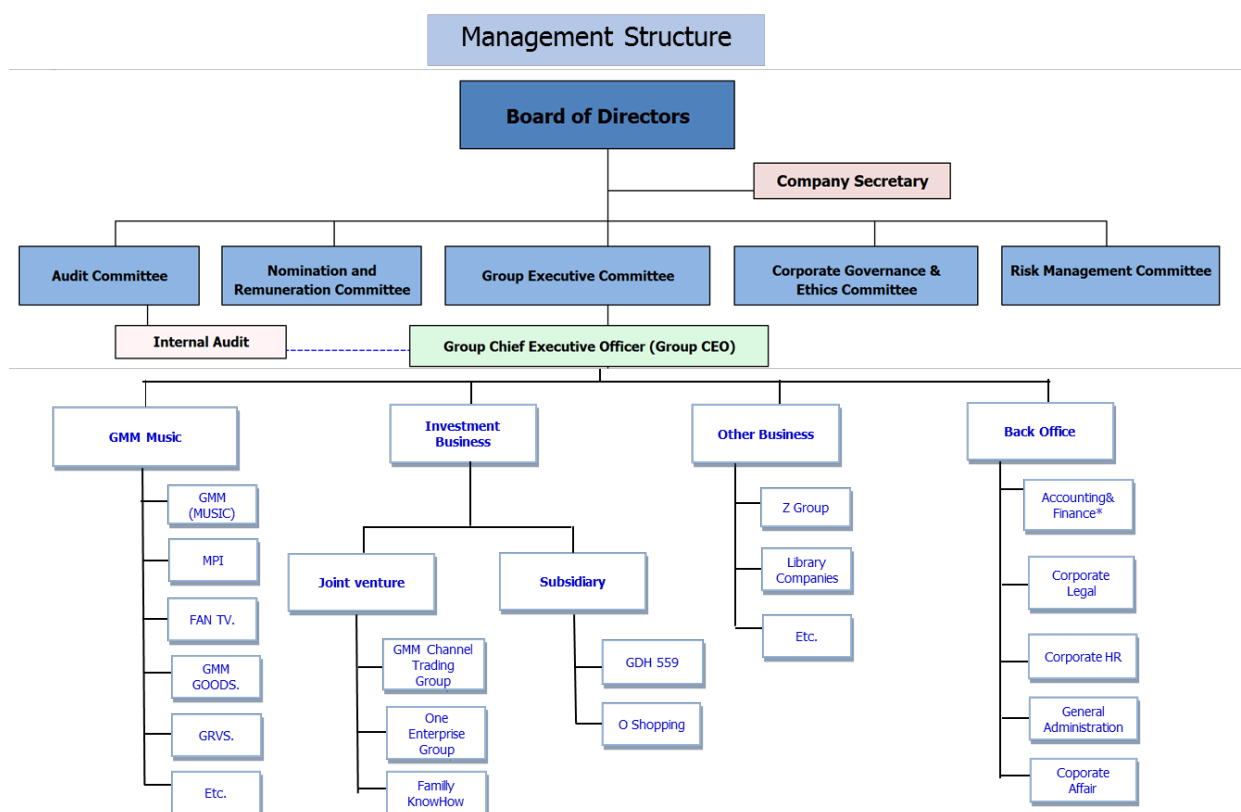 Management Structure
Board of Directors
Company Secretary
Audit Committee
Nomination and
Remuneration Committee
Group Executive Committee
Corporate Governance &
Ethics Committee
Risk Management Committee
Internal Audit
Group Chief Executive Officer (Group CEO)
GMM Music
Investment
Business
Other Business
Back Office
GMM
(MUSIC)
MPI
FAN TV.
GMM
GOODS.
GRVS.
Etc.
Joint venture
GMM Channel
Trading
Group
One
Enterprise
Group
Family
KnowHow
Subsidiary
GDH 559
O Shopping
Z Group
Library
Companies
Etc.
Accounting&
Finance*
Corporate
Legal
Corporate HR
General
Administration
Coporate
Affair